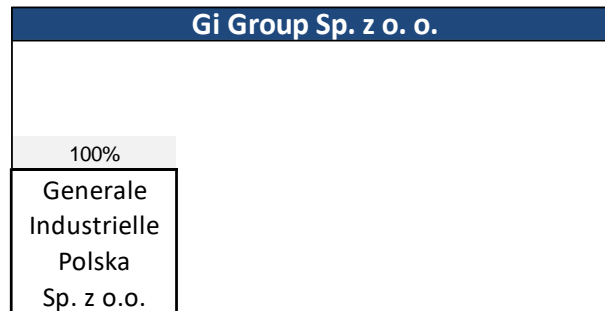 Gi Group Sp. z o. o.
100%
Generale
Industrielle
Polska
Sp. z o.o.